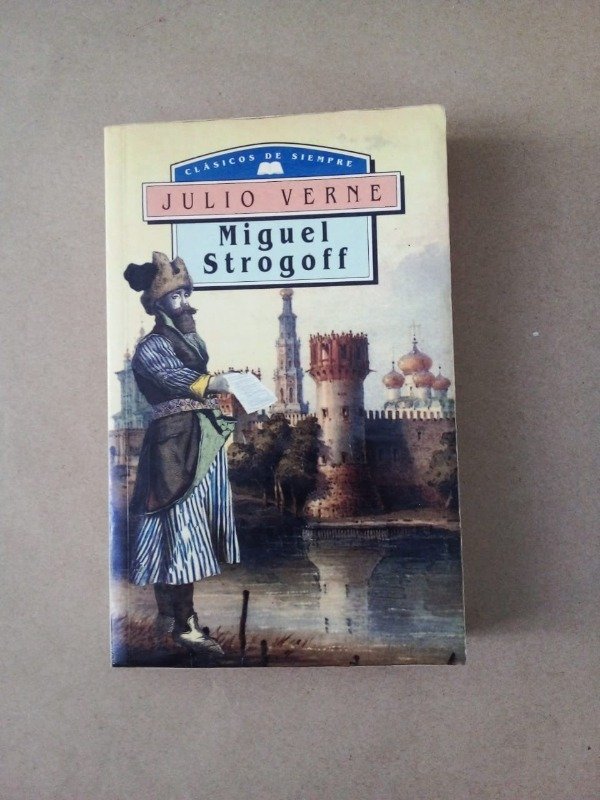 CLÁSICOS DE SIEMPRE
JULIO VERNE
Miguel
Strogoff